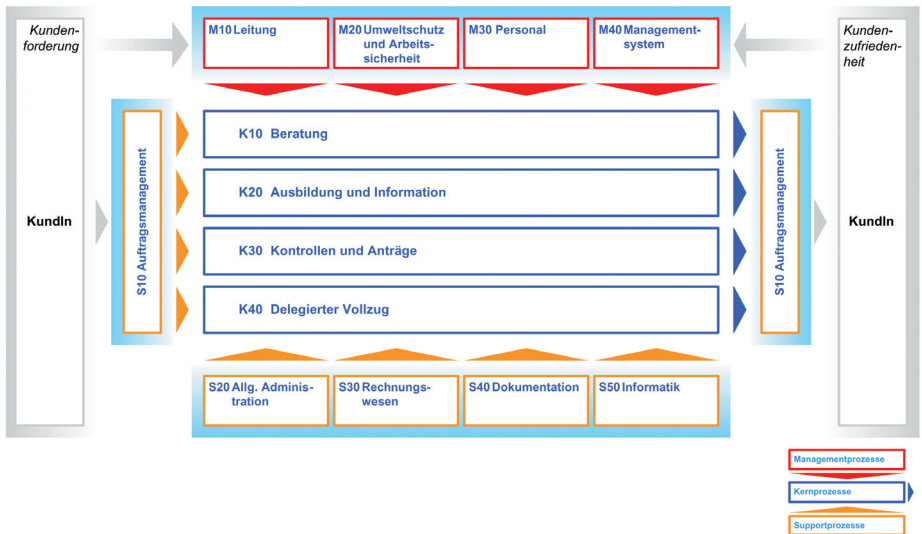 Kunden-
forderung
M10 Leitung
M20 Umweltschutz
und Arbeits-
sicherheit
M30 Personal
M40 Management-
system
Kunden-
zufrieden-
heit
KundIn
S10 Auftragsmanagement
K10 Beratung
K20 Ausbildung und Information
K30 Kontrollen und Anträge
K40 Delegierter Vollzug
S10 Auftragsmanagement
KundIn
S20 Allg. Adminis-
tration
S30 Rechnungs-
wesen
S40 Dokumentation
S50 Informatik
Managementprozesse
Kernprozesse
Supportprozesse